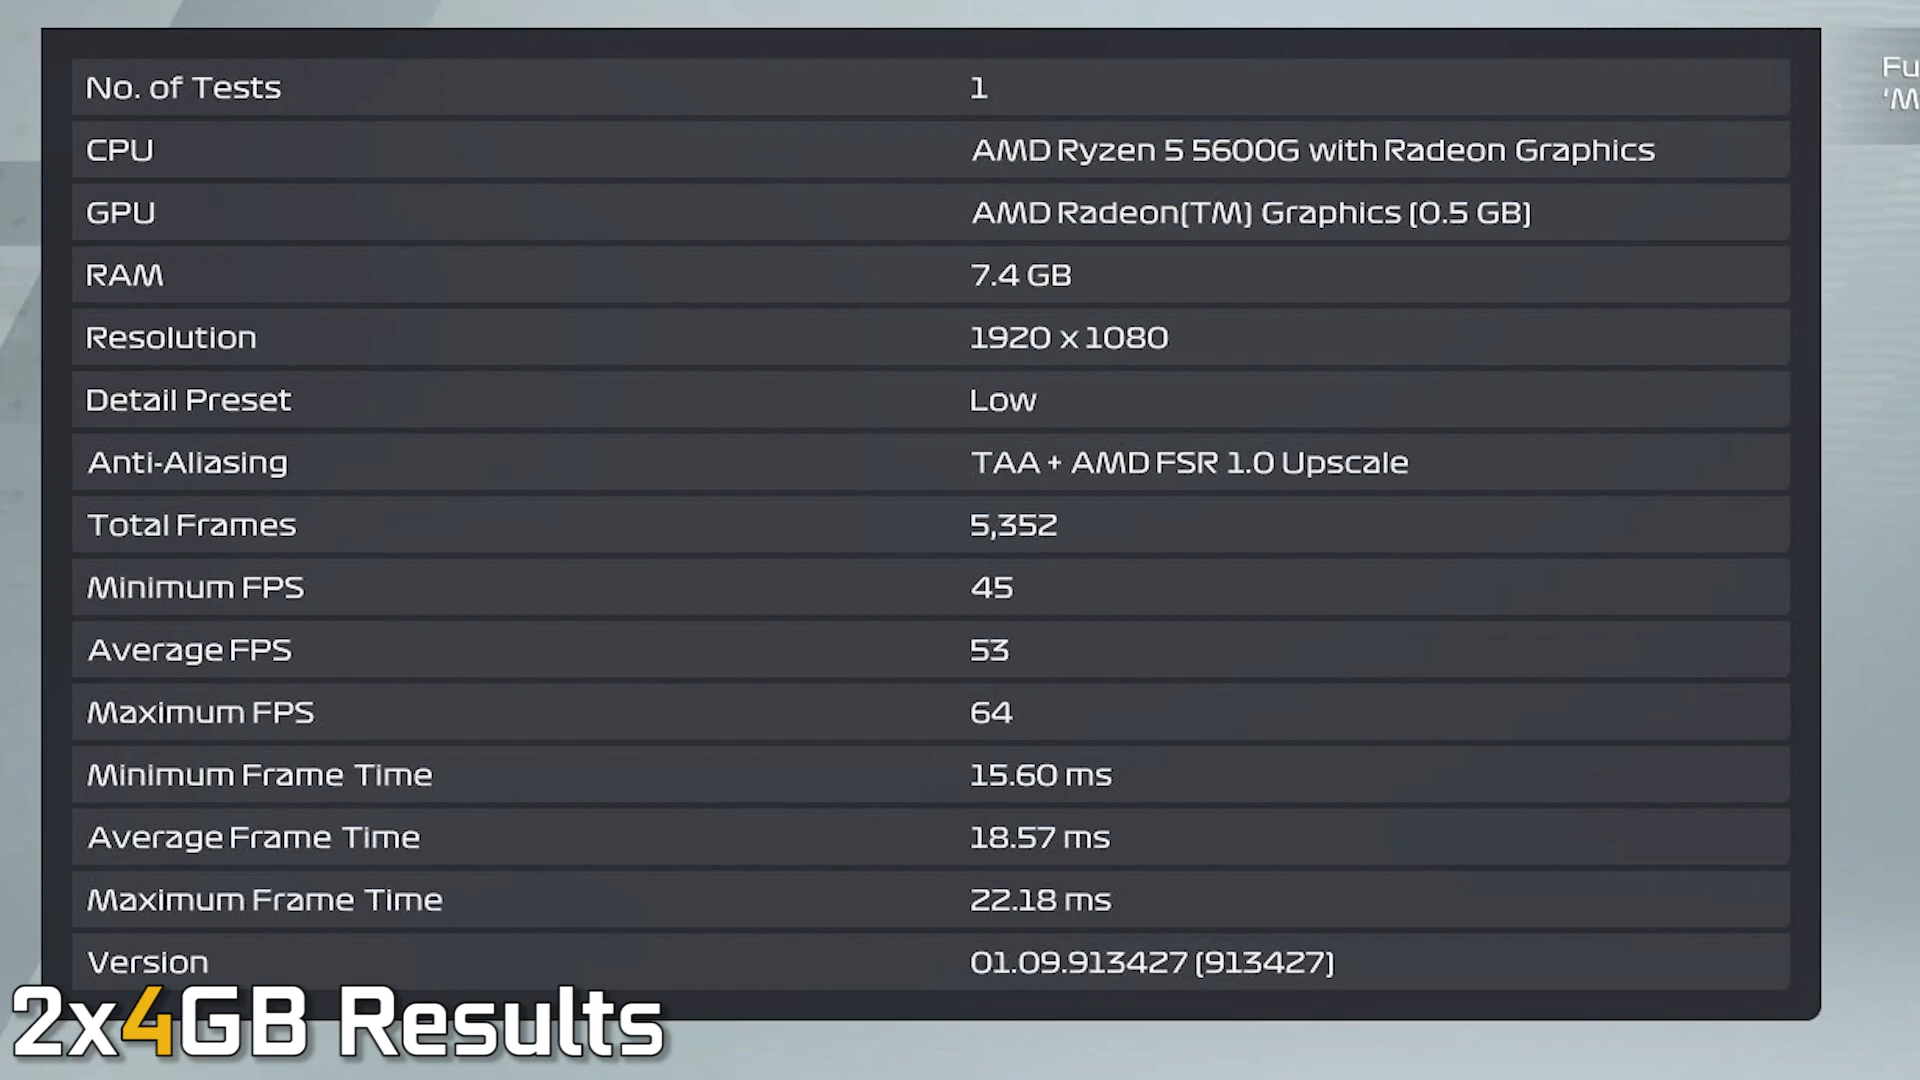 No. of Tests 1
CPU AMD Ryzen 5 5600G with Radeon Graphics
GPU AMD Radeon(TM) Graphics (0.5 GB)
RAM 7.4 GB
Resolution 1920 x 1080
Detail Preset Low
Anti-Aliasing TAA + AMD FSR 1.0 Upscale
Total Frames 5,352
Minimum FPS 45
Average FPS 53
Maximum FPS 64
Minimum Frame Time 15.60 ms
Average Frame Time 18.57 ms
Maximum Frame Time 22.18 ms
Version 01.09.913427 (913427)
2x4GB Results